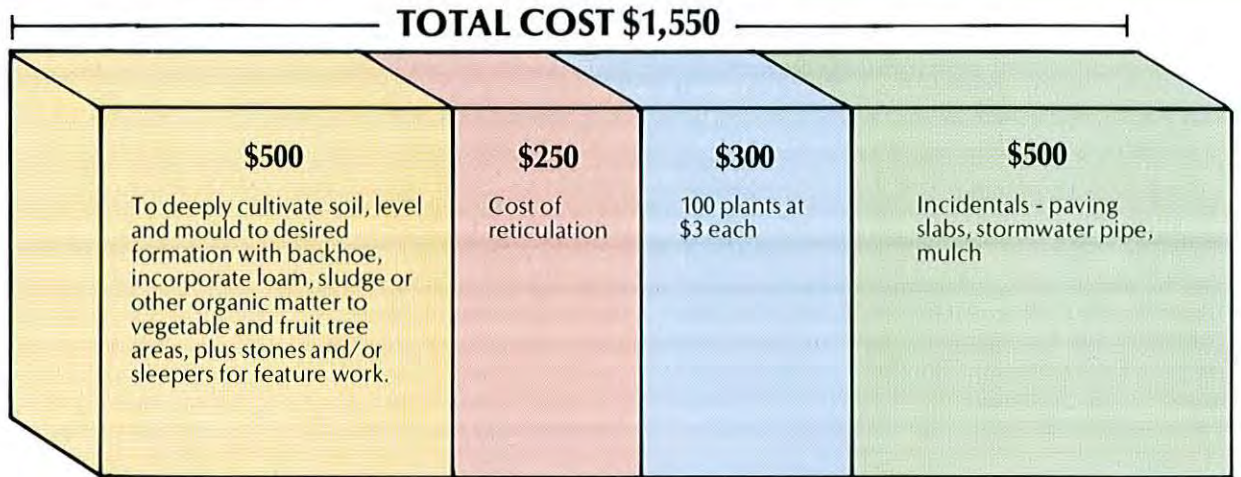 TOTAL COST $1,550
$500
To deeply cultivate soil, level
and mould to desired
formation with backhoe,
incorporate loam, sludge or
other organic matter to
vegetable and fruit tree
areas, plus stones and/or
sleepers for feature work.
$250
Cost of
reticulation
$300
100 plants at
$3 each
$500
Incidentals - paving
slabs, stormwater pipe,
mulch